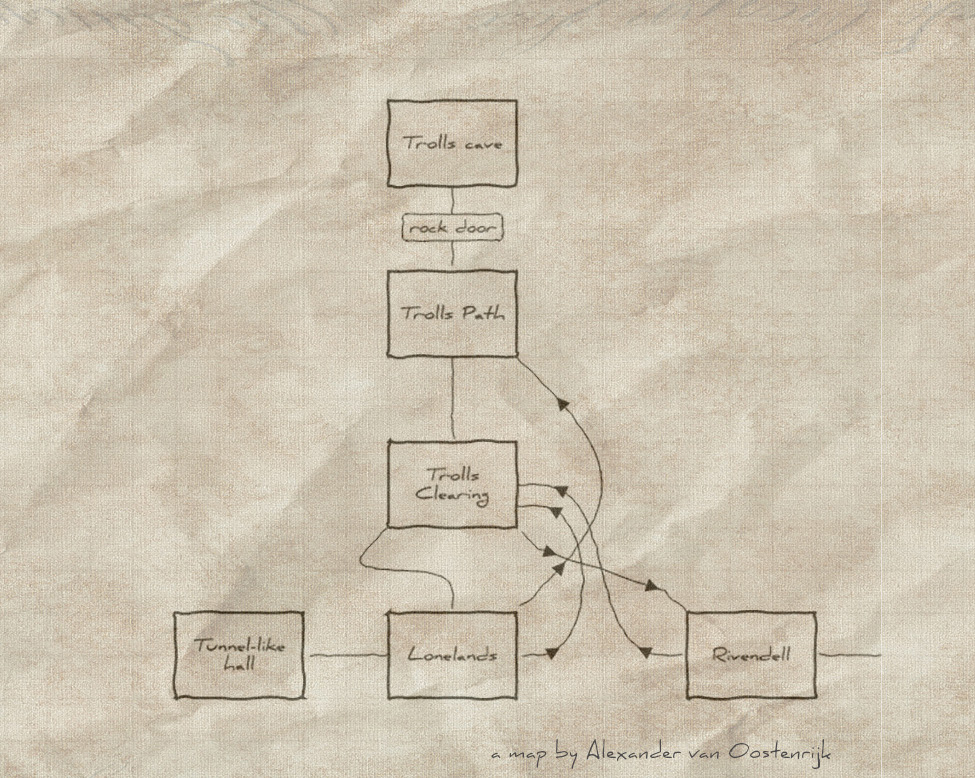 Trolls cave
rock door
Trolls Path
Trolls
Clearing
Tunnel-like
hall
Lonelands
Rivendell
a map by Alexander van Oostenrijk